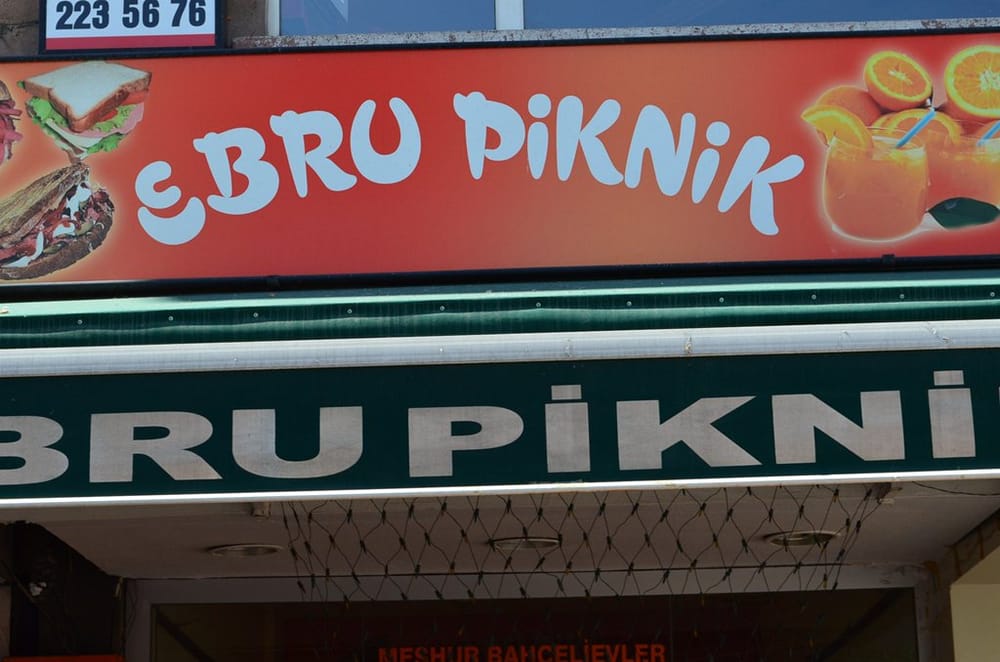 223 56 76
EBRU PİKNİK
BRU PİKNİ
MEŞHUR BAHÇELİEVLER